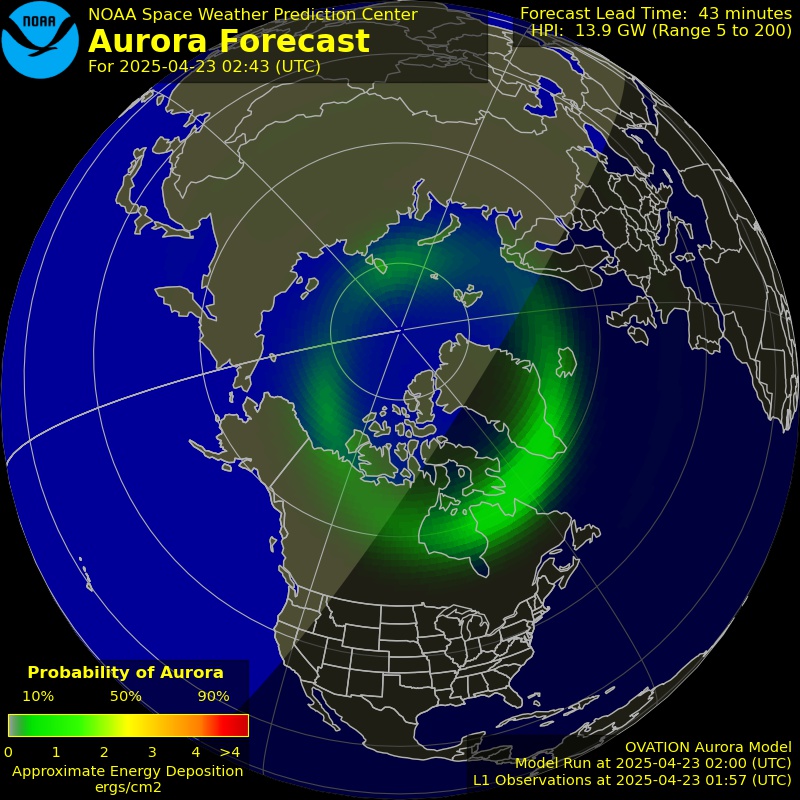 NOAA
NOAA Space Weather Prediction Center
Aurora Forecast
For 2025-04-23 02:43 (UTC)
Forecast Lead Time: 43 minutes
HPI: 13.9 GW (Range 5 to 200)
Probability of Aurora
10% 50% 90%
0 1 2 3 4 >4
Approximate Energy Deposition
ergs/cm2
OVATION Aurora Model
Model Run at 2025-04-23 02:00 (UTC)
L1 Observations at 2025-04-23 01:57 (UTC)